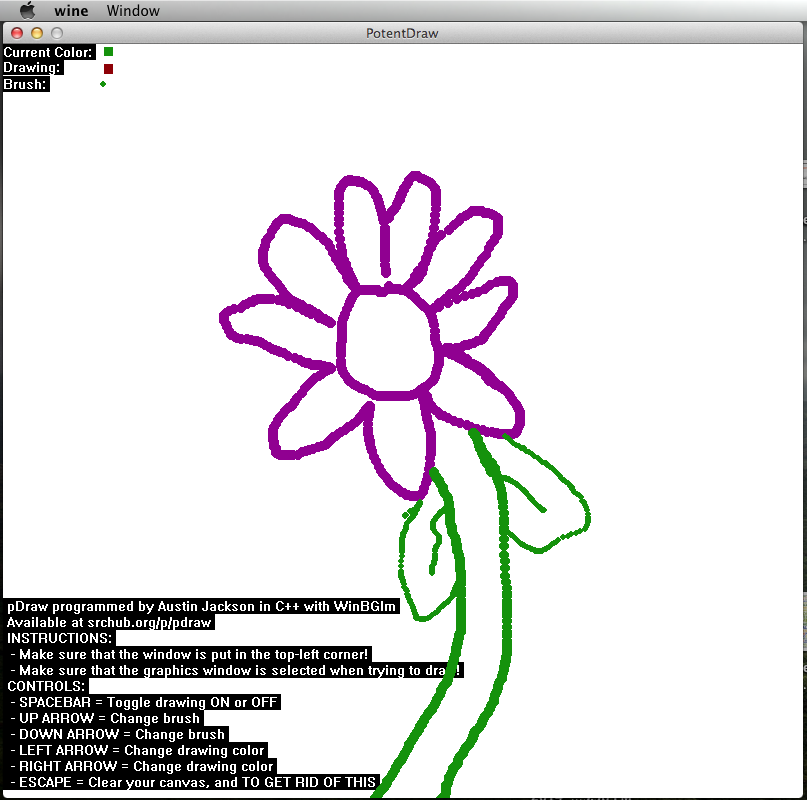 wine Window
PotentDraw
Current Color:
Drawing:
Brush:
pDraw programmed by Austin Jackson in C++ with WinBGIm
Available at srchub.org/p/pdraw
INSTRUCTIONS:
- Make sure that the window is put in the top-left corner!
- Make sure that the graphics window is selected when trying to draw!
CONTROLS:
- SPACEBAR = Toggle drawing ON or OFF
- UP ARROW = Change brush
- DOWN ARROW = Change brush
- LEFT ARROW = Change drawing color
- RIGHT ARROW = Change drawing color
- ESCAPE = Clear your canvas, and TO GET RID OF THIS